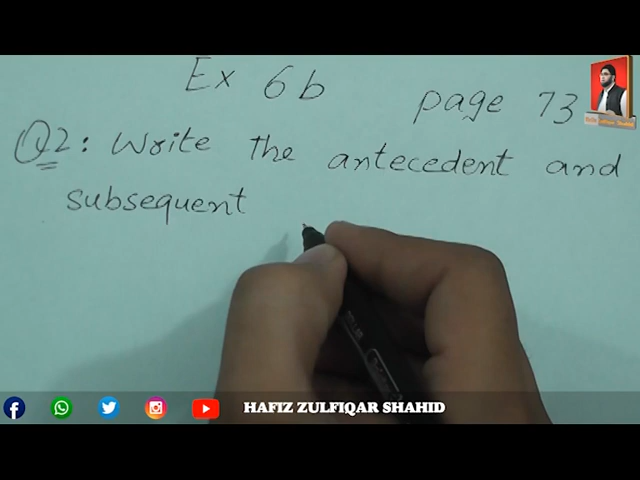 Ex 6b page 73
Q2: Write the antecedent and
subsequent
HAFIZ ZULFIQAR SHAHID